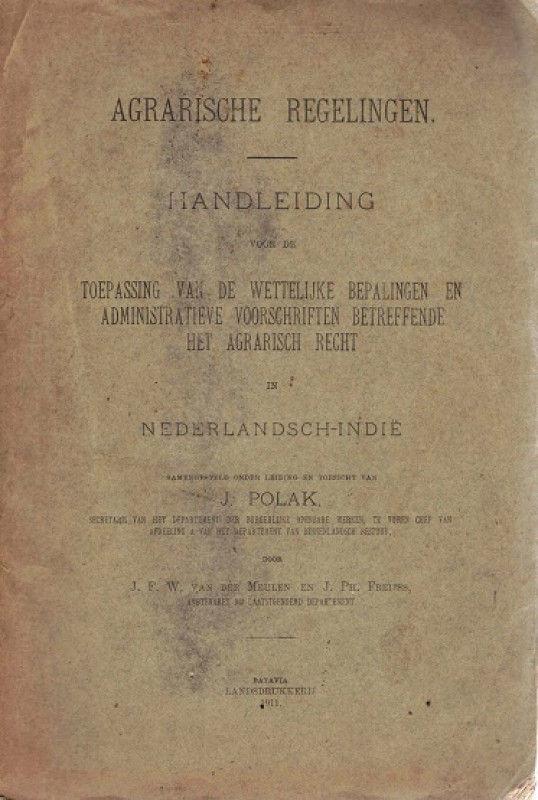 AGRARISCHE REGELINGEN.
HANDLEIDING
VOOR DE
TOEPASSING VAN DE WETTELIJKE BEPALINGEN EN
ADMINISTRATIEVE VOORSCHRIFTEN BETREFFENDE
HET AGRARISCH RECHT
IN
NEDERLANDSCH-INDIË
SAMENGESTELD ONDER LEIDING EN TOEZICHT VAN
J. POLAK,
SECRETARIS VAN HET DEPARTEMENT DER BURGERLIJKE OPENBARE WERKEN, TE VOREN CHEF VAN
AFDEELING A VAN HET DEPARTEMENT VAN BINNENLANDSCH BESTUUR,
DOOR
J. F. W. VAN DER MEULEN EN J. PH.
AMBTENAREN BIJ LAATSTGENOEMD DEPARTEMENT
BATAVIA
LANDSDRUKKERIJ
1911.